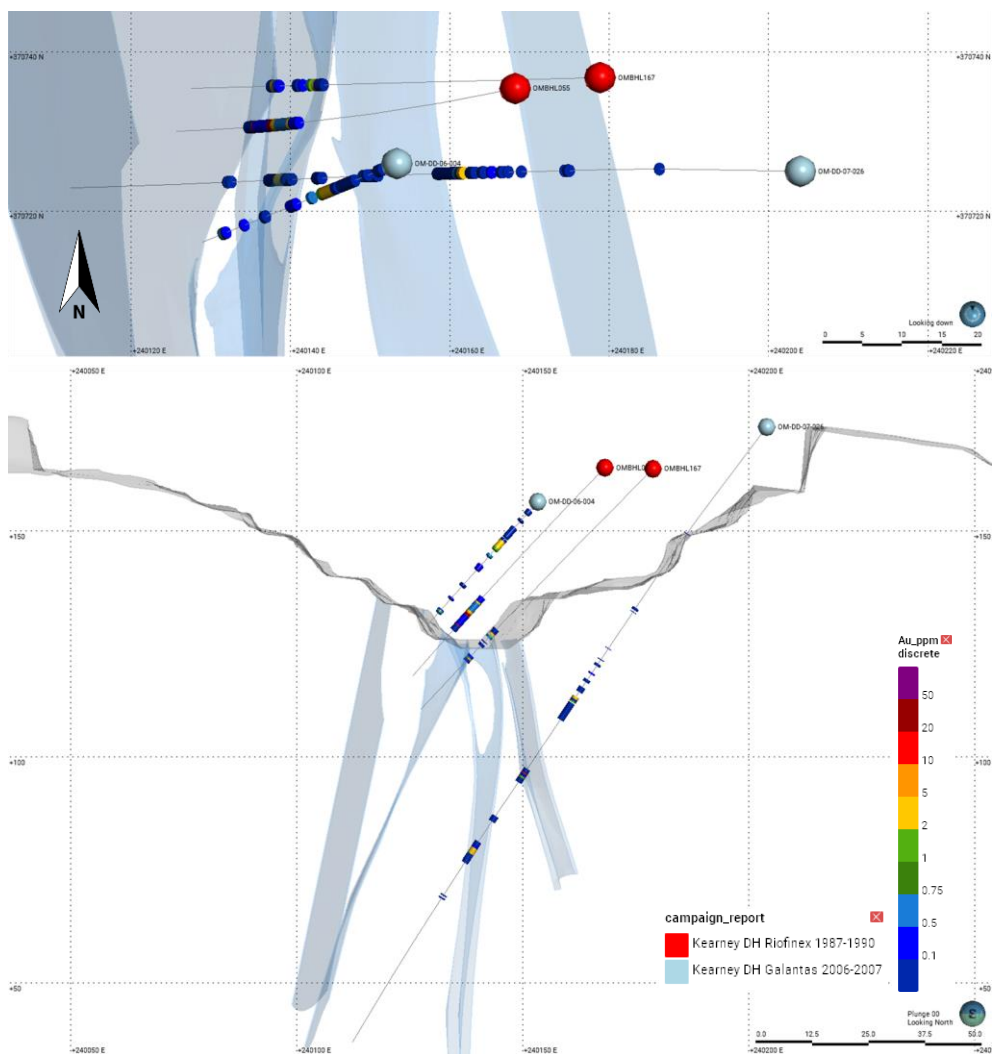 +370740 N
+370740 N
OMBHL167
OMBHL055
OM-DD-06-004
OM-DD-07-026
+370720 N
+370720 N
N
Looking down
0 5 10 15 20
+240120 E
+240140 E
+240160 E
+240180 E
+240200 E
+240220 E
+240050 E
+240100 E
+240150 E
+240200 E
+240
OM-DD-07-026
OMBHL0
OMBHL167
OM-DD-06-004
+150
+150
Au_ppm
discrete
50
20
10
5
2
1
0.75
0.5
0.1
+100
+100
campaign_report
Kearney DH Riofinex 1987-1990
Kearney DH Galantas 2006-2007
+50
+50
Plunge 00
Looking North
0.0 12.5 25.0 37.5 50.0
+240050 E
+240100 E
+240150 E
+240200 E
+240